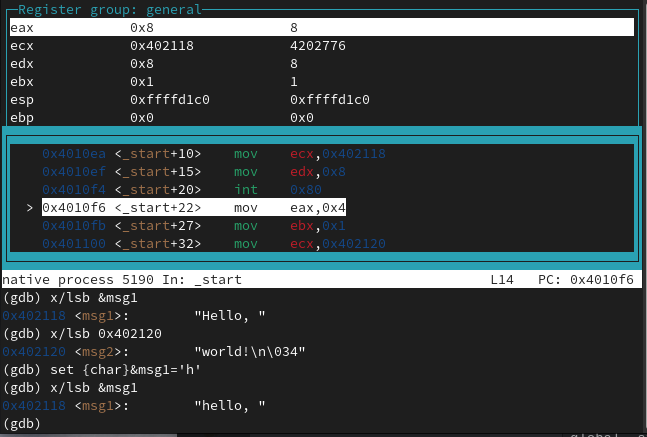 Register group: general
eax 0x8 8
ecx 0x402118 4202776
edx 0x8 8
ebx 0x1 1
esp 0xffffd1c0 0xffffd1c0
ebp 0x0 0x0
0x4010ea <_start+10> mov ecx,0x402118
0x4010ef <_start+15> mov edx,0x8
0x4010f4 <_start+20> int 0x80
> 0x4010f6 <_start+22> mov eax,0x4
0x4010fb <_start+27> mov ebx,0x1
0x401100 <_start+32> mov ecx,0x402120
native process 5190 In: _start L14 PC: 0x4010f6
(gdb) x/lsb &msg1
0x402118 <msg1>: "Hello, "
(gdb) x/lsb 0x402120
0x402120 <msg2>: "world!\n\034"
(gdb) set {char}&msg1='h'
(gdb) x/lsb &msg1
0x402118 <msg1>: "hello, "
(gdb)